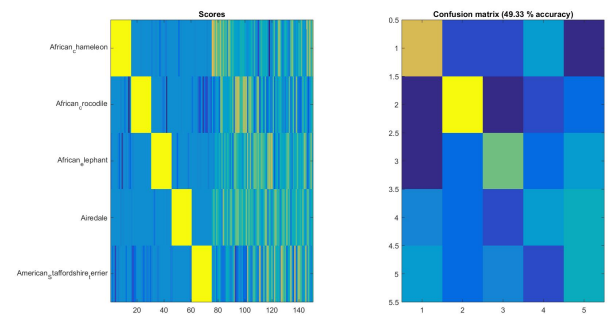 Scores
African_chameleon
African_crocodile
African_elephant
Airedale
American_Staffordshire_terrier
20 40 60 80 100 120 140
Confusion matrix (49.33 % accuracy)
0.5
1
1.5
2
2.5
3
3.5
4
4.5
5
5.5
1 2 3 4 5